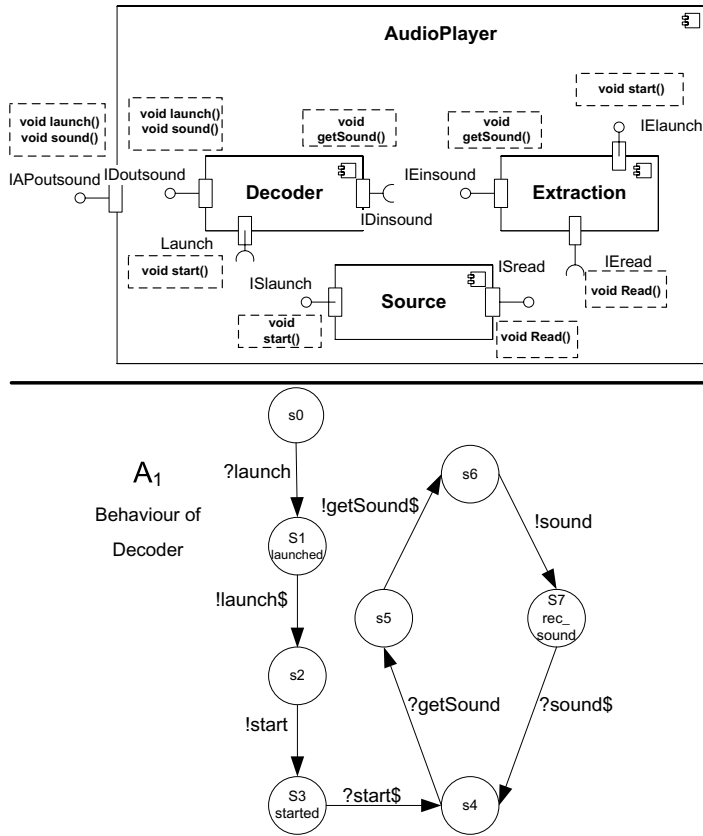 AudioPlayer
void start()
void launch()
void sound()
void launch()
void sound()
void
getSound()
void
getSound()
IElaunch
IAPoutsound
IDoutsound
Decoder
IDinsound
IEinsound
Extraction
Launch
void start()
ISlaunch
void
start()
Source
ISread
void Read()
IEread
void Read()
s0
A1
Behaviour of
Decoder
?launch
S1
launched
!launch$
s2
!start
S3
started
?start$
s4
?getSound
s5
!getSound$
s6
!sound
S7
rec_
sound
?sound$